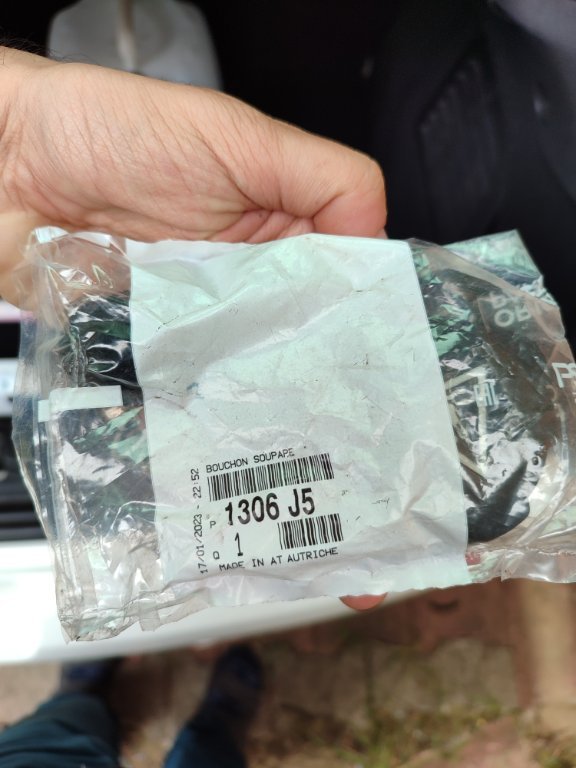 BOUCHON SOUPAPE
P 1306 J5
Q 1
MADE IN AT AUTRICHE
17/01/2023 - 22:52